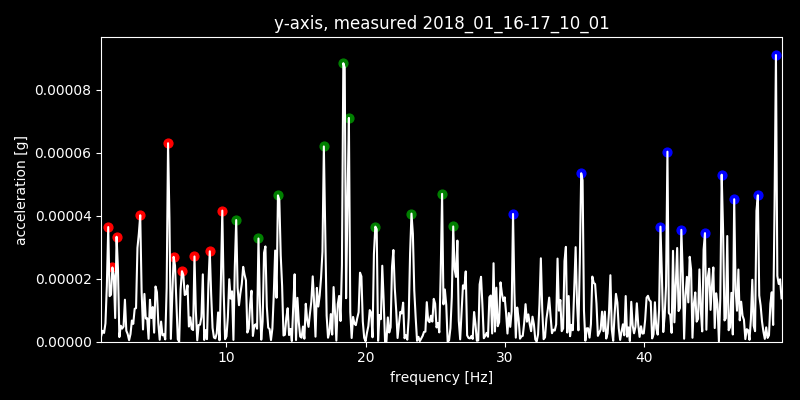 y-axis, measured 2018_01_16-17_10_01
acceleration [g]
0.00008
0.00006
0.00004
0.00002
0.00000
10 20 30 40
frequency [Hz]